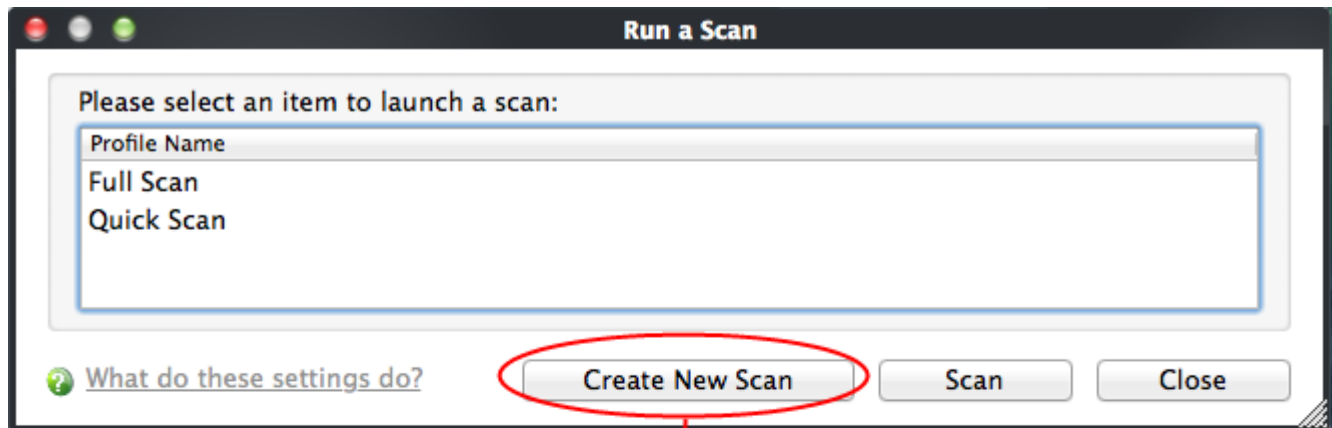 Run a Scan
Please select an item to launch a scan:
Profile Name
Full Scan
Quick Scan
? What do these settings do?
Create New Scan
Scan
Close